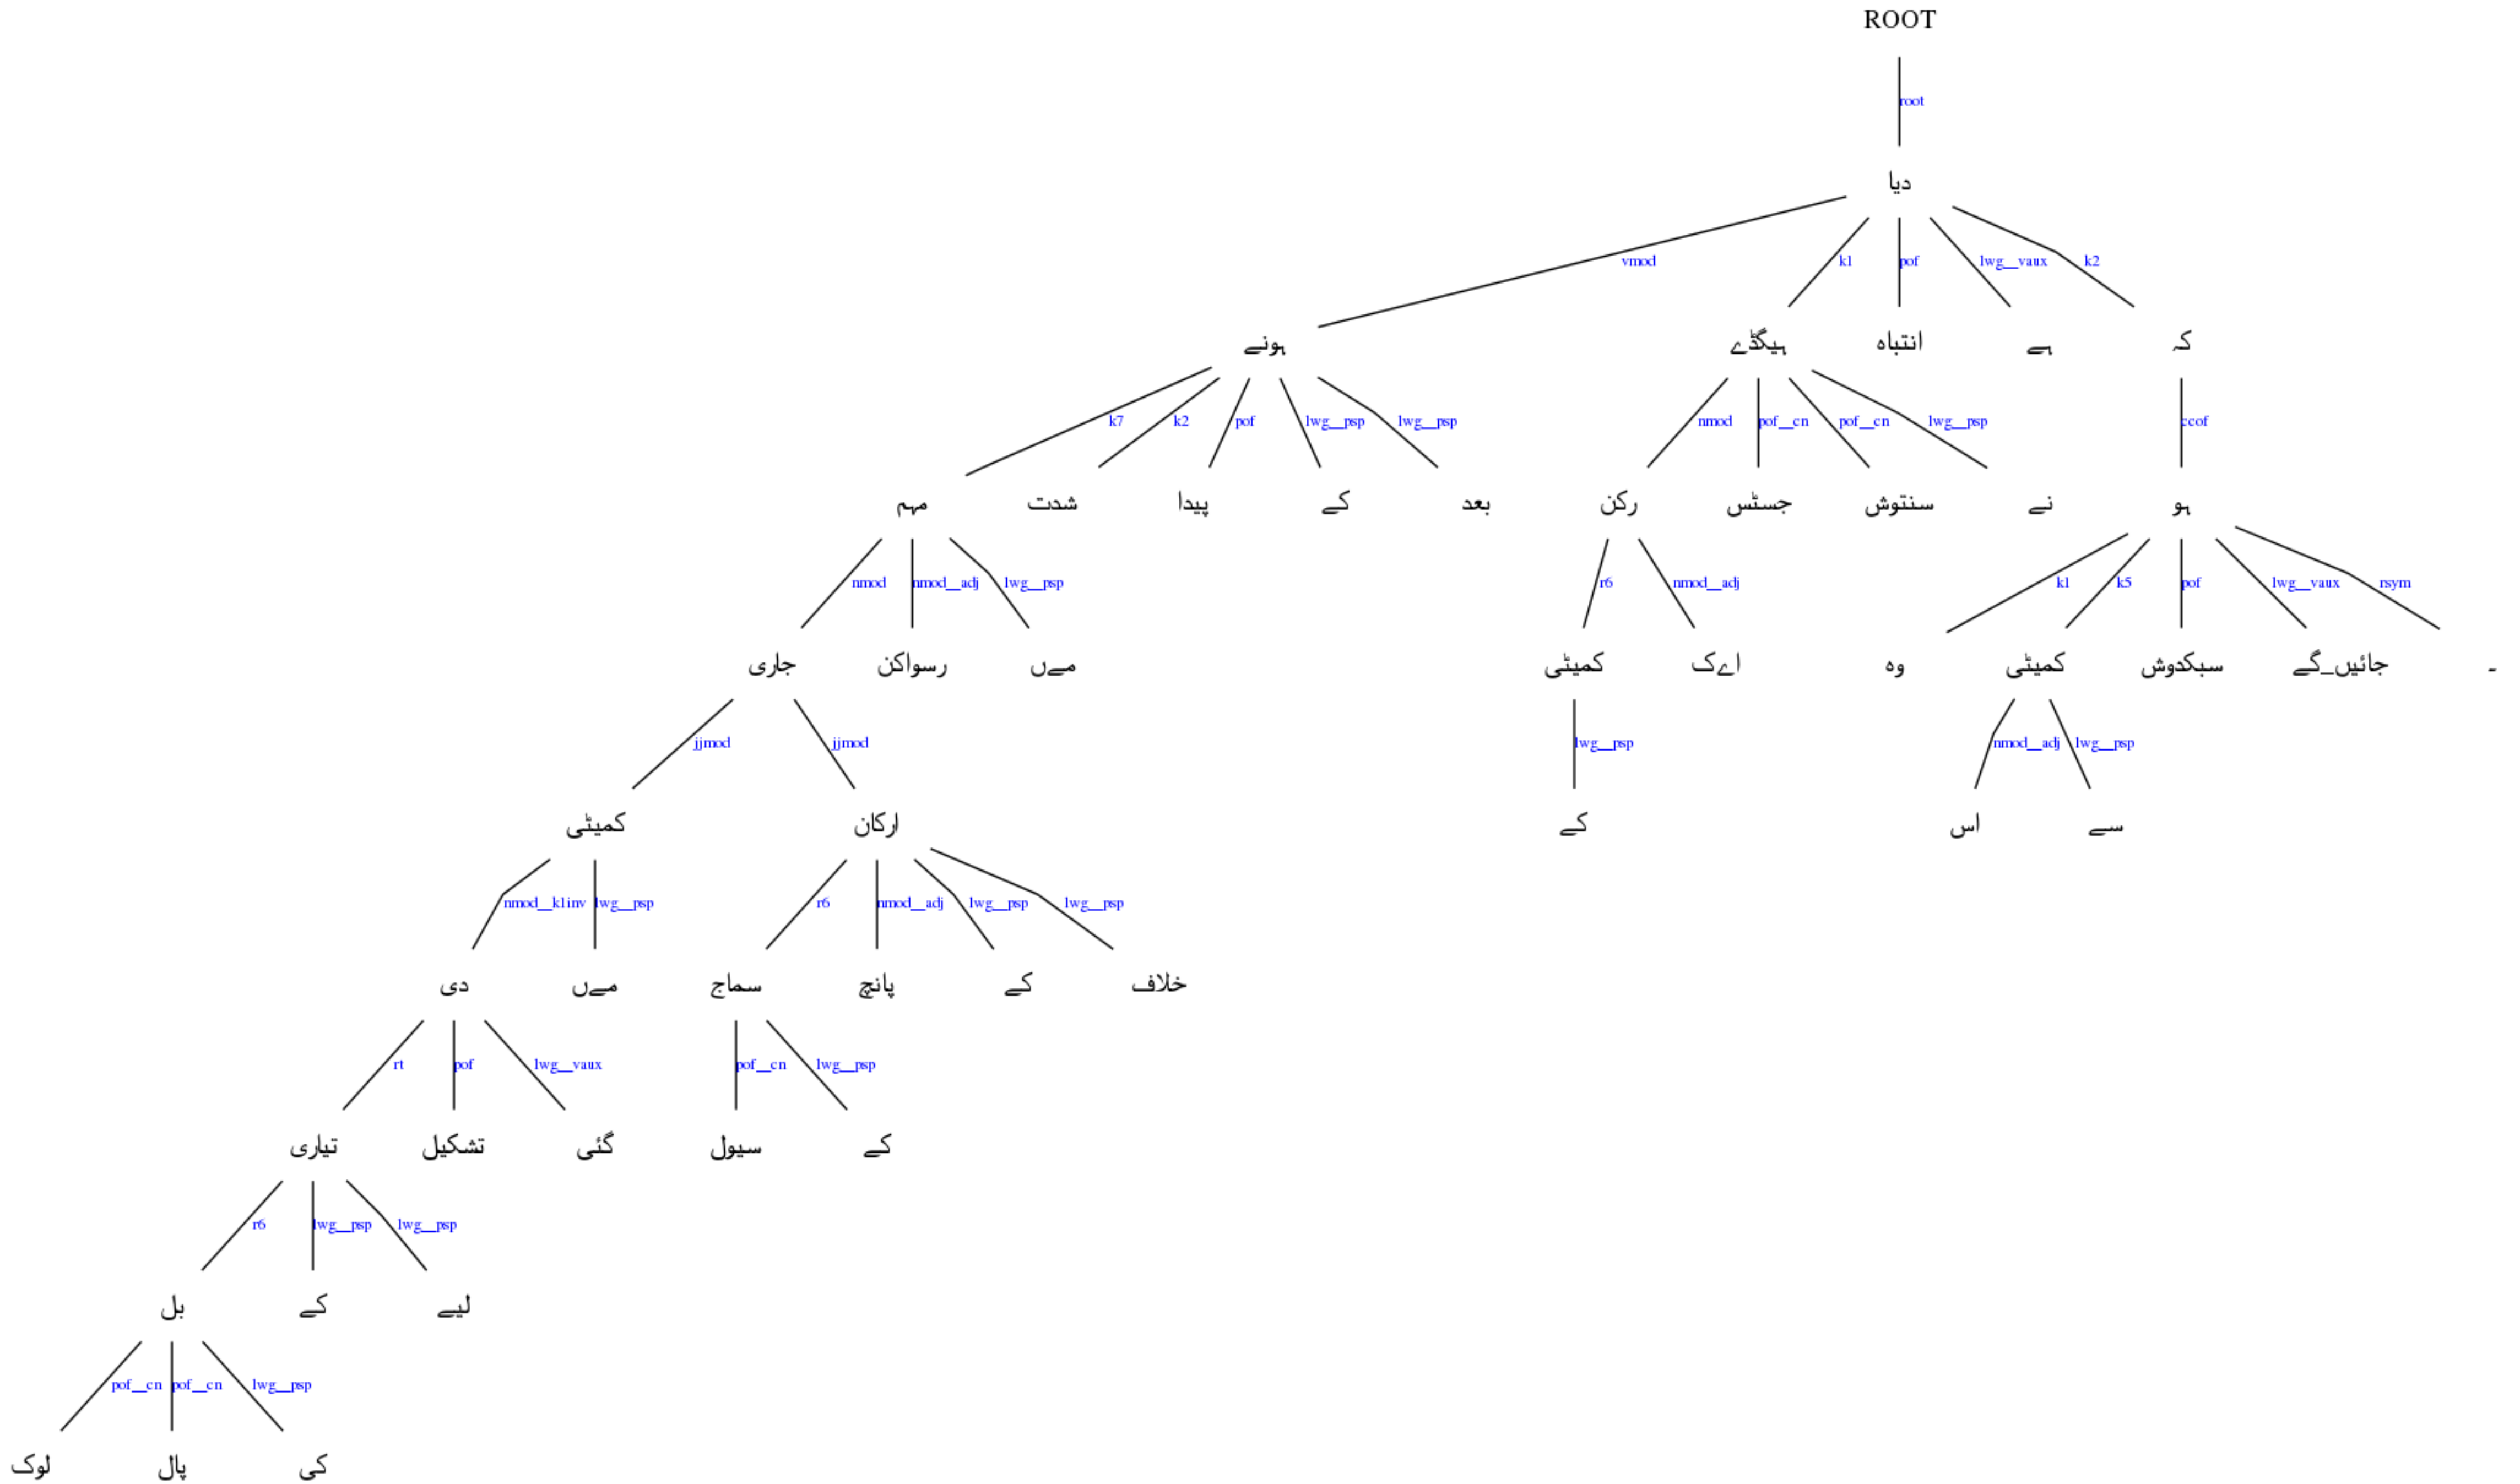 ROOT
root
دیا
vmod k1 pof lwg__vaux k2
ہونے ہیگڈے انتباہ ہے کہ
k7 k2 pof lwg__psp lwg__psp nmod pof__cn pof__cn lwg__psp ccof
مہم شدت پیدا کے بعد رکن جسٹس سنتوش نے ہو
nmod nmod__adj lwg__psp r6 nmod__adj k1 k5 pof lwg__vaux rsym
جاری رسواکن مےں کمیٹی اےک وہ کمیٹی سبکدوش جائیں_گے ۔
jjmod jjmod lwg__psp nmod__adj lwg__psp
کمیٹی ارکان کے اس سے
nmod__k1inv lwg__psp r6 nmod__adj lwg__psp lwg__psp
دی مےں سماج پانچ کے خلاف
rt pof lwg__vaux pof__cn lwg__psp
تیاری تشکیل گئی سیول کے
r6 lwg__psp lwg__psp
بل کے لیے
pof__cn pof__cn lwg__psp
لوک پال کی